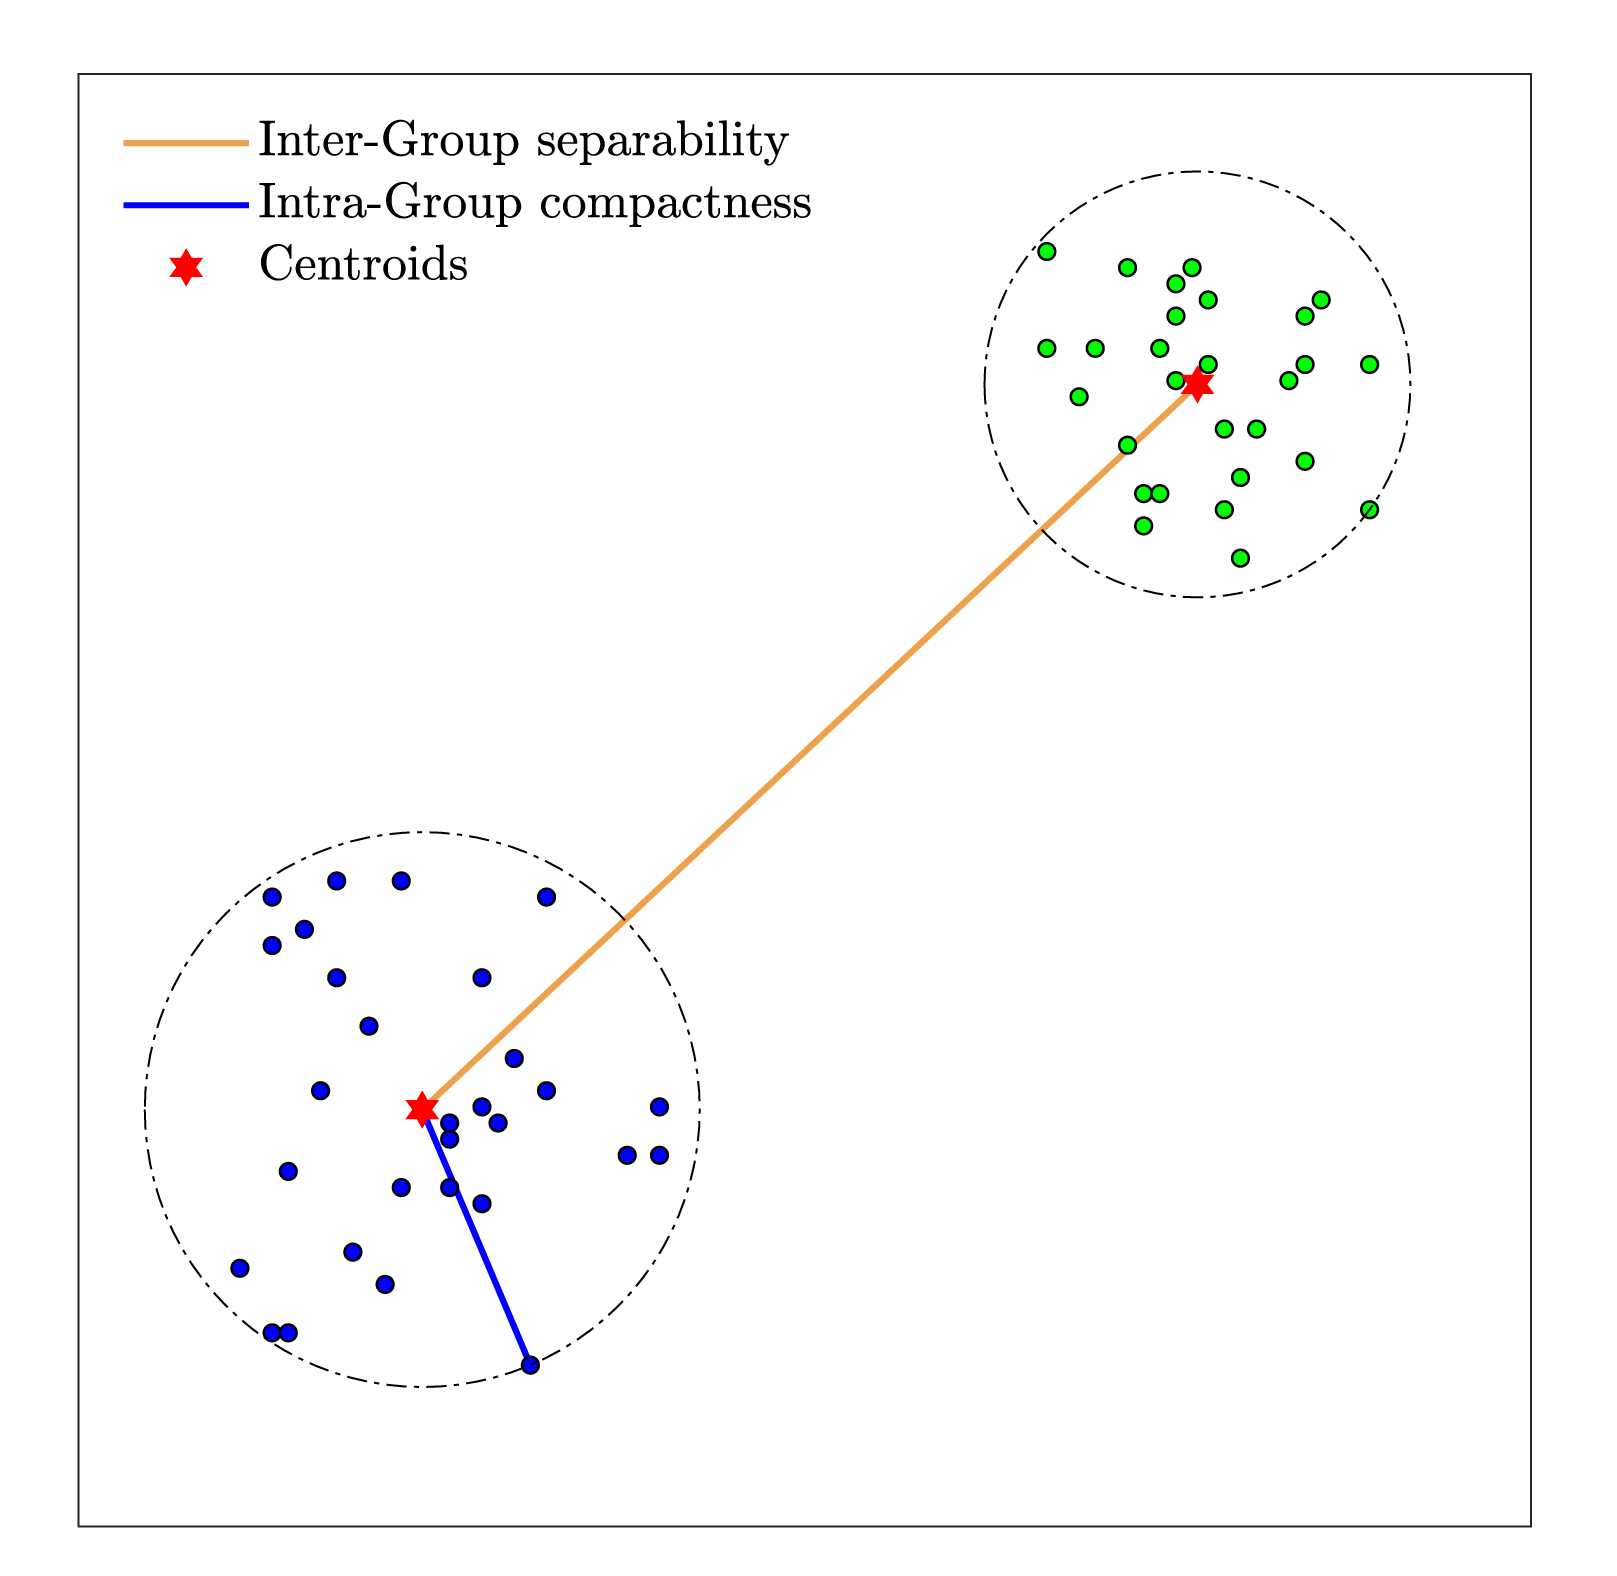 Inter-Group separability
Intra-Group compactness
Centroids